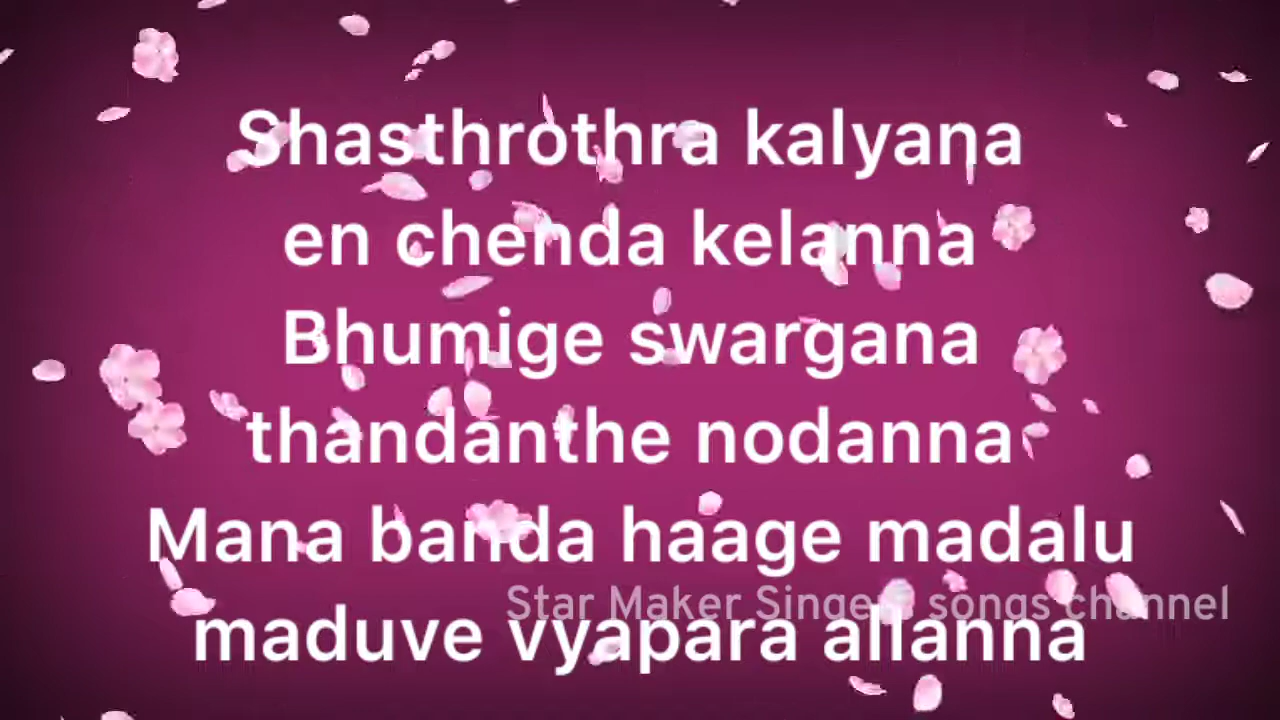 Shasthrothra kalyana
en chenda kelanna
Bhumige swargana
thandanthe nodanna
Mana banda haage madalu
Star Maker Singers songs channel
maduve vyapara allanna